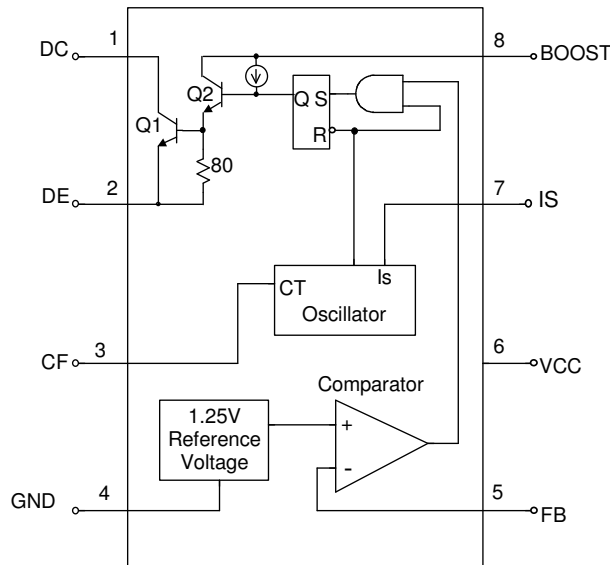 DC
1
8
BOOST
Q1
Q2
Q
S
R
80
DE
2
7
IS
CT
Is
Oscillator
CF
3
6
VCC
Comparator
1.25V
Reference
Voltage
+
-
GND
4
5
FB